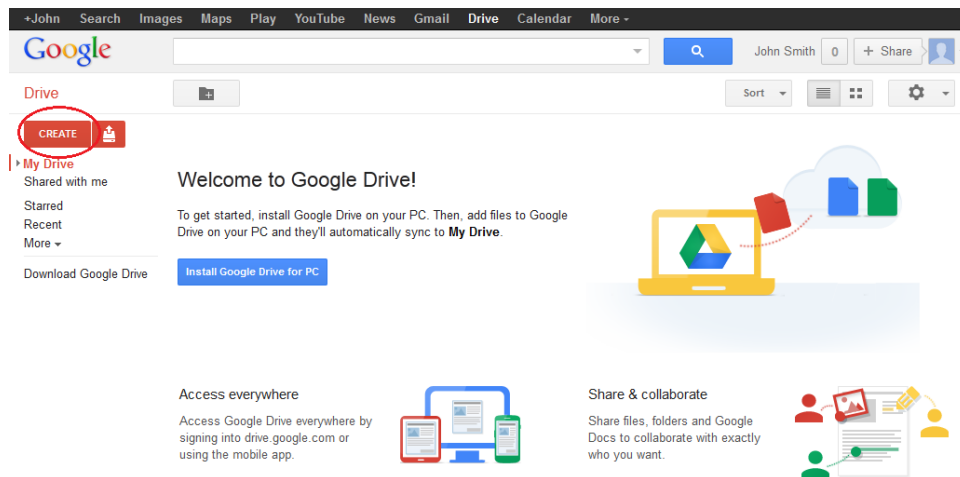 +John Search Images Maps Play YouTube News Gmail Drive Calendar More
Google
John Smith 0 + Share
Drive
Sort
CREATE
My Drive
Shared with me
Starred
Recent
More
Download Google Drive
Welcome to Google Drive!
To get started, install Google Drive on your PC. Then, add files to Google
Drive on your PC and they'll automatically sync to My Drive.
Install Google Drive for PC
Access everywhere
Access Google Drive everywhere by
signing into drive.google.com or
using the mobile app.
Share & collaborate
Share files, folders and Google
Docs to collaborate with exactly
who you want.